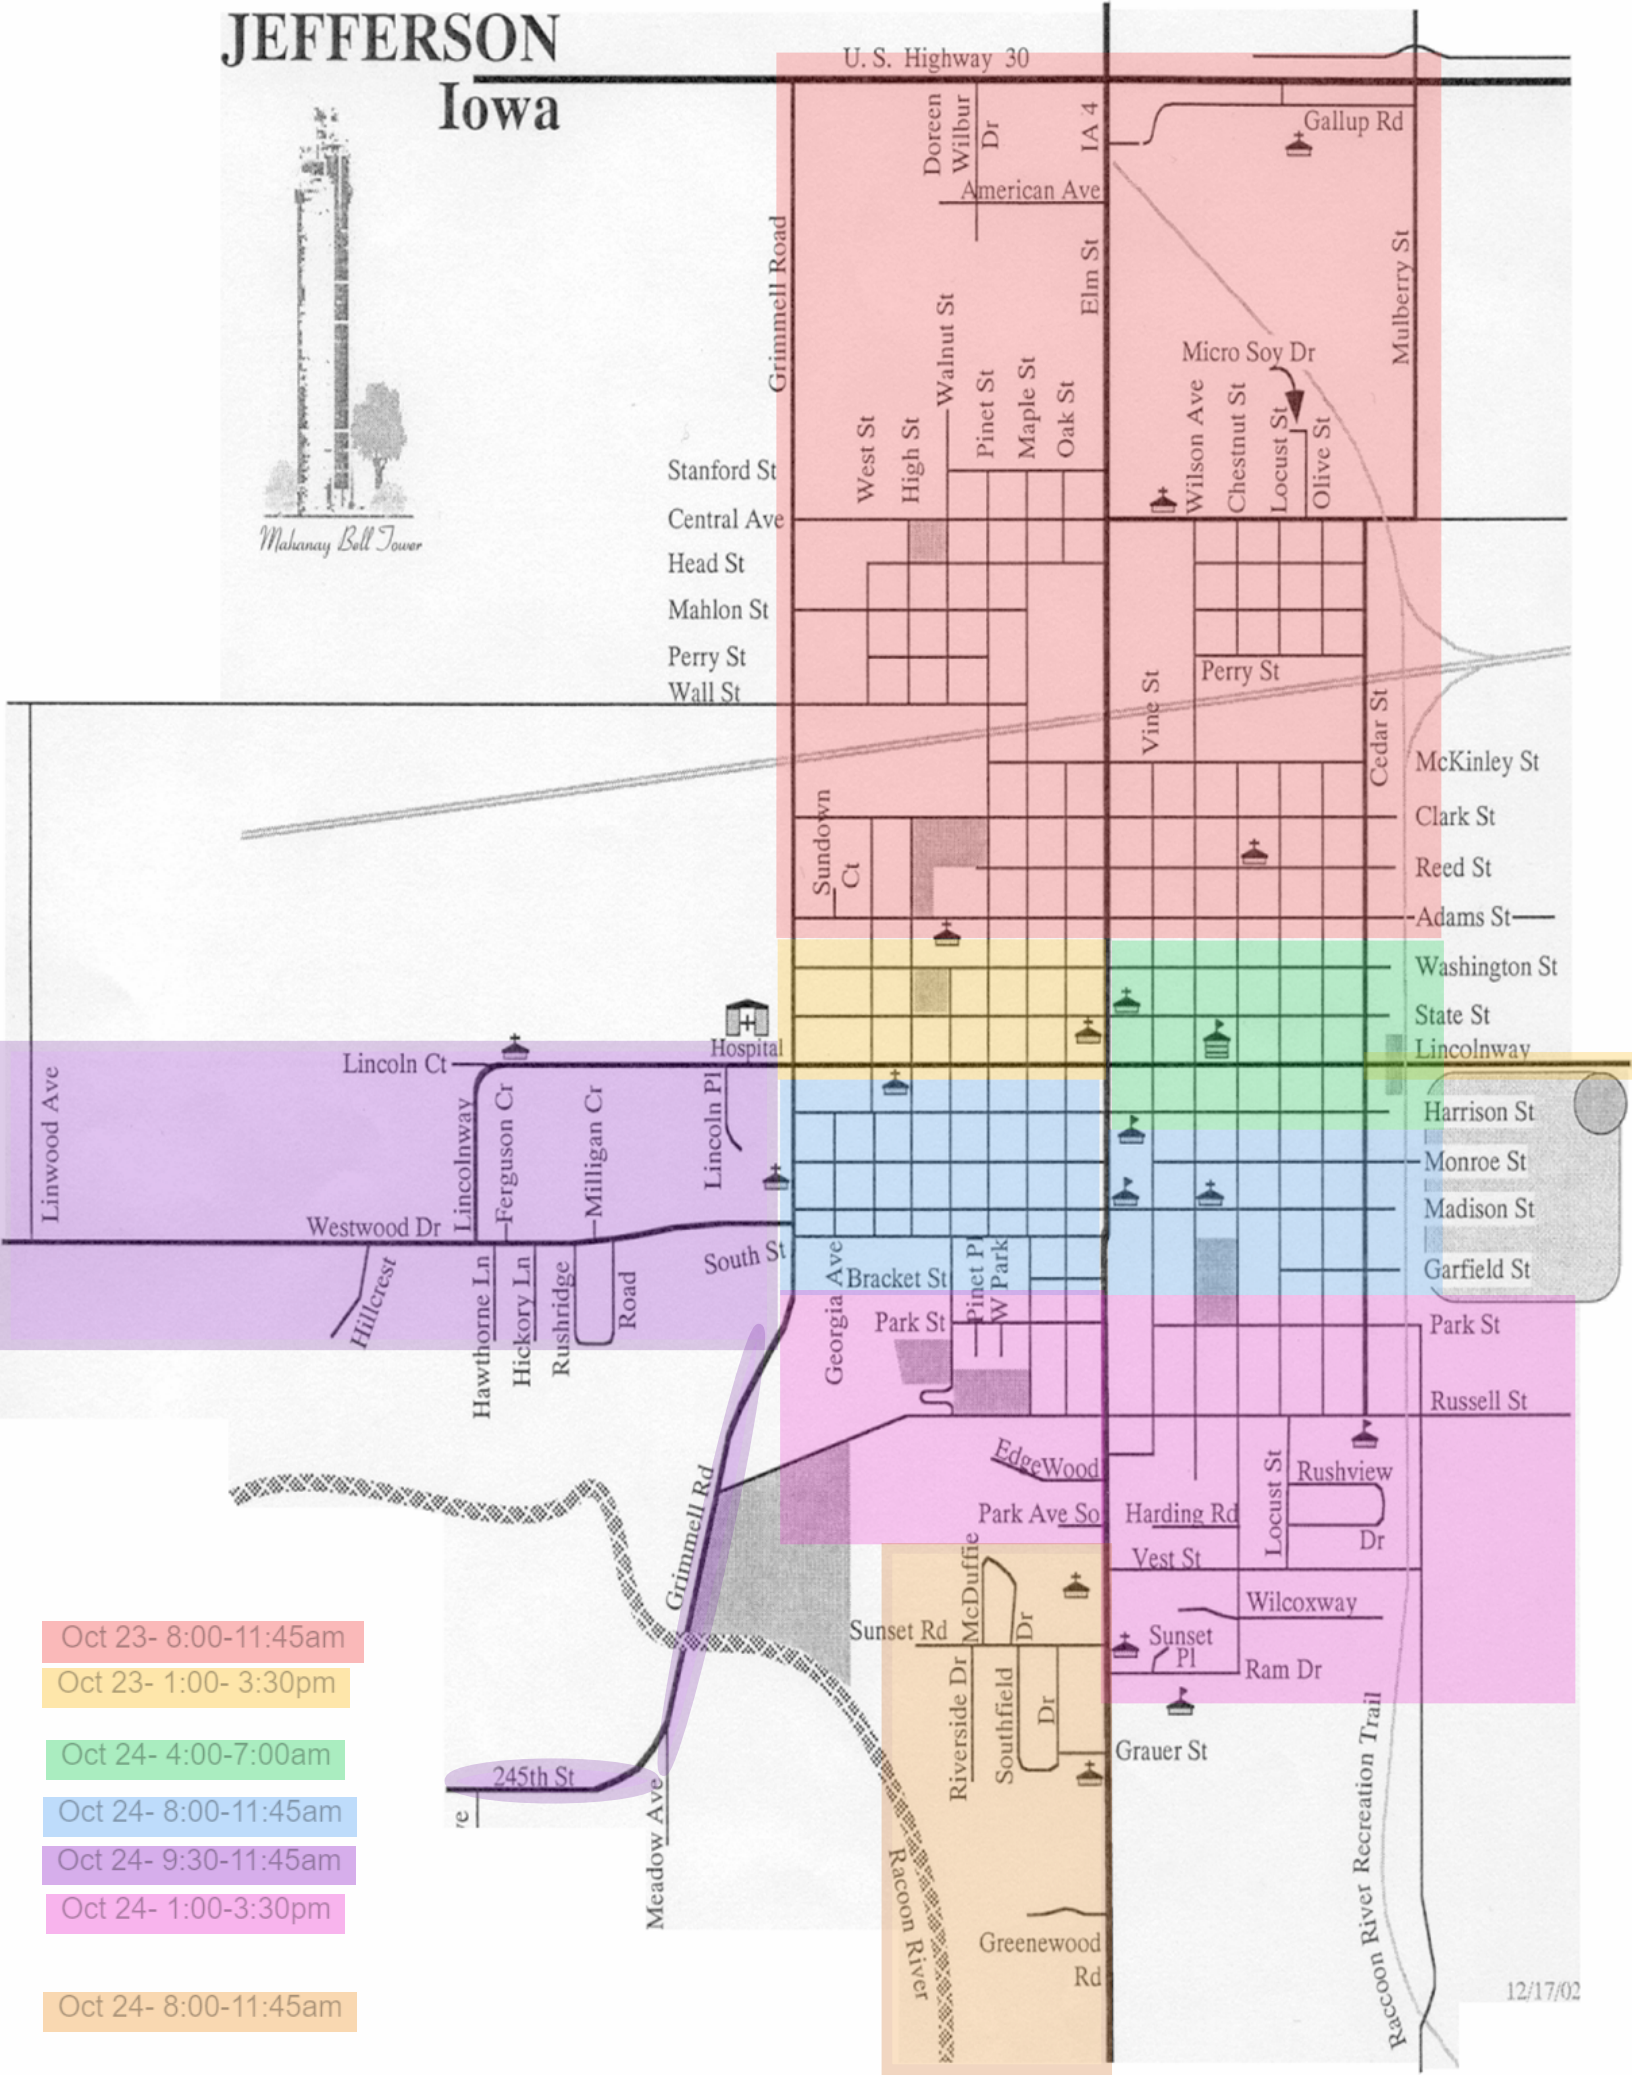 JEFFERSON
Iowa
Mahanay Bell Tower
U. S. Highway 30
Doreen
Wilbur
Dr
IA 4
Gallup Rd
American Ave
Grimmell Road
Elm St
Mulberry St
Walnut St
Micro Soy Dr
West St
High St
Pinet St
Maple St
Oak St
Wilson Ave
Chestnut St
Locust St
Olive St
Stanford St
Central Ave
Head St
Mahlon St
Perry St
Perry St
Wall St
Vine St
Cedar St
McKinley St
Clark St
Sundown
Ct
Reed St
Adams St
Washington St
State St
Lincolnway
Hospital
Lincoln Ct
Linwood Ave
Lincolnway
Ferguson Cr
Milligan Cr
Lincoln Pl
Harrison St
Monroe St
Madison St
Westwood Dr
South St
Hillcrest
Hawthorne Ln
Hickory Ln
Rushridge
Road
Georgia Ave
Bracket St
Pinet Pl
W Park
Garfield St
Park St
Park St
Russell St
EdgeWood
Park Ave So
Harding Rd
Locust St
Rushview
Dr
Grimmell Rd
McDuffie
Dr
Vest St
Wilcoxway
Sunset Rd
Sunset
Pl
Ram Dr
Riverside Dr
Southfield
Dr
Grauer St
245th St
ve
Meadow Ave
Racoon River
Greenewood
Rd
Raccoon River Recreation Trail
12/17/02
Oct 23- 8:00-11:45am
Oct 23- 1:00- 3:30pm
Oct 24- 4:00-7:00am
Oct 24- 8:00-11:45am
Oct 24- 9:30-11:45am
Oct 24- 1:00-3:30pm
Oct 24- 8:00-11:45am